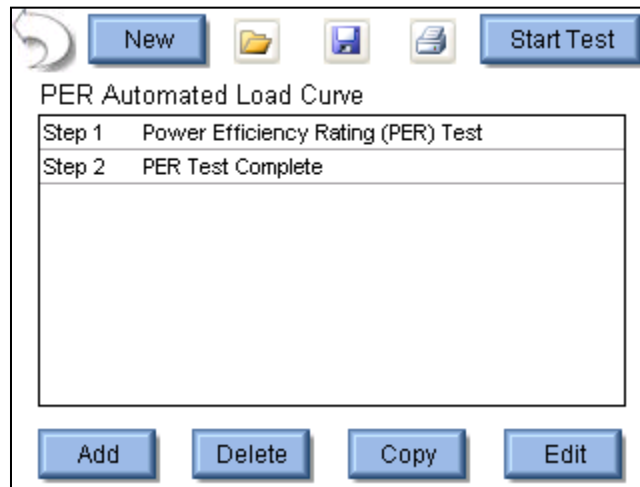 New Start Test
PER Automated Load Curve
Step 1 Power Efficiency Rating (PER) Test
Step 2 PER Test Complete
Add Delete Copy Edit